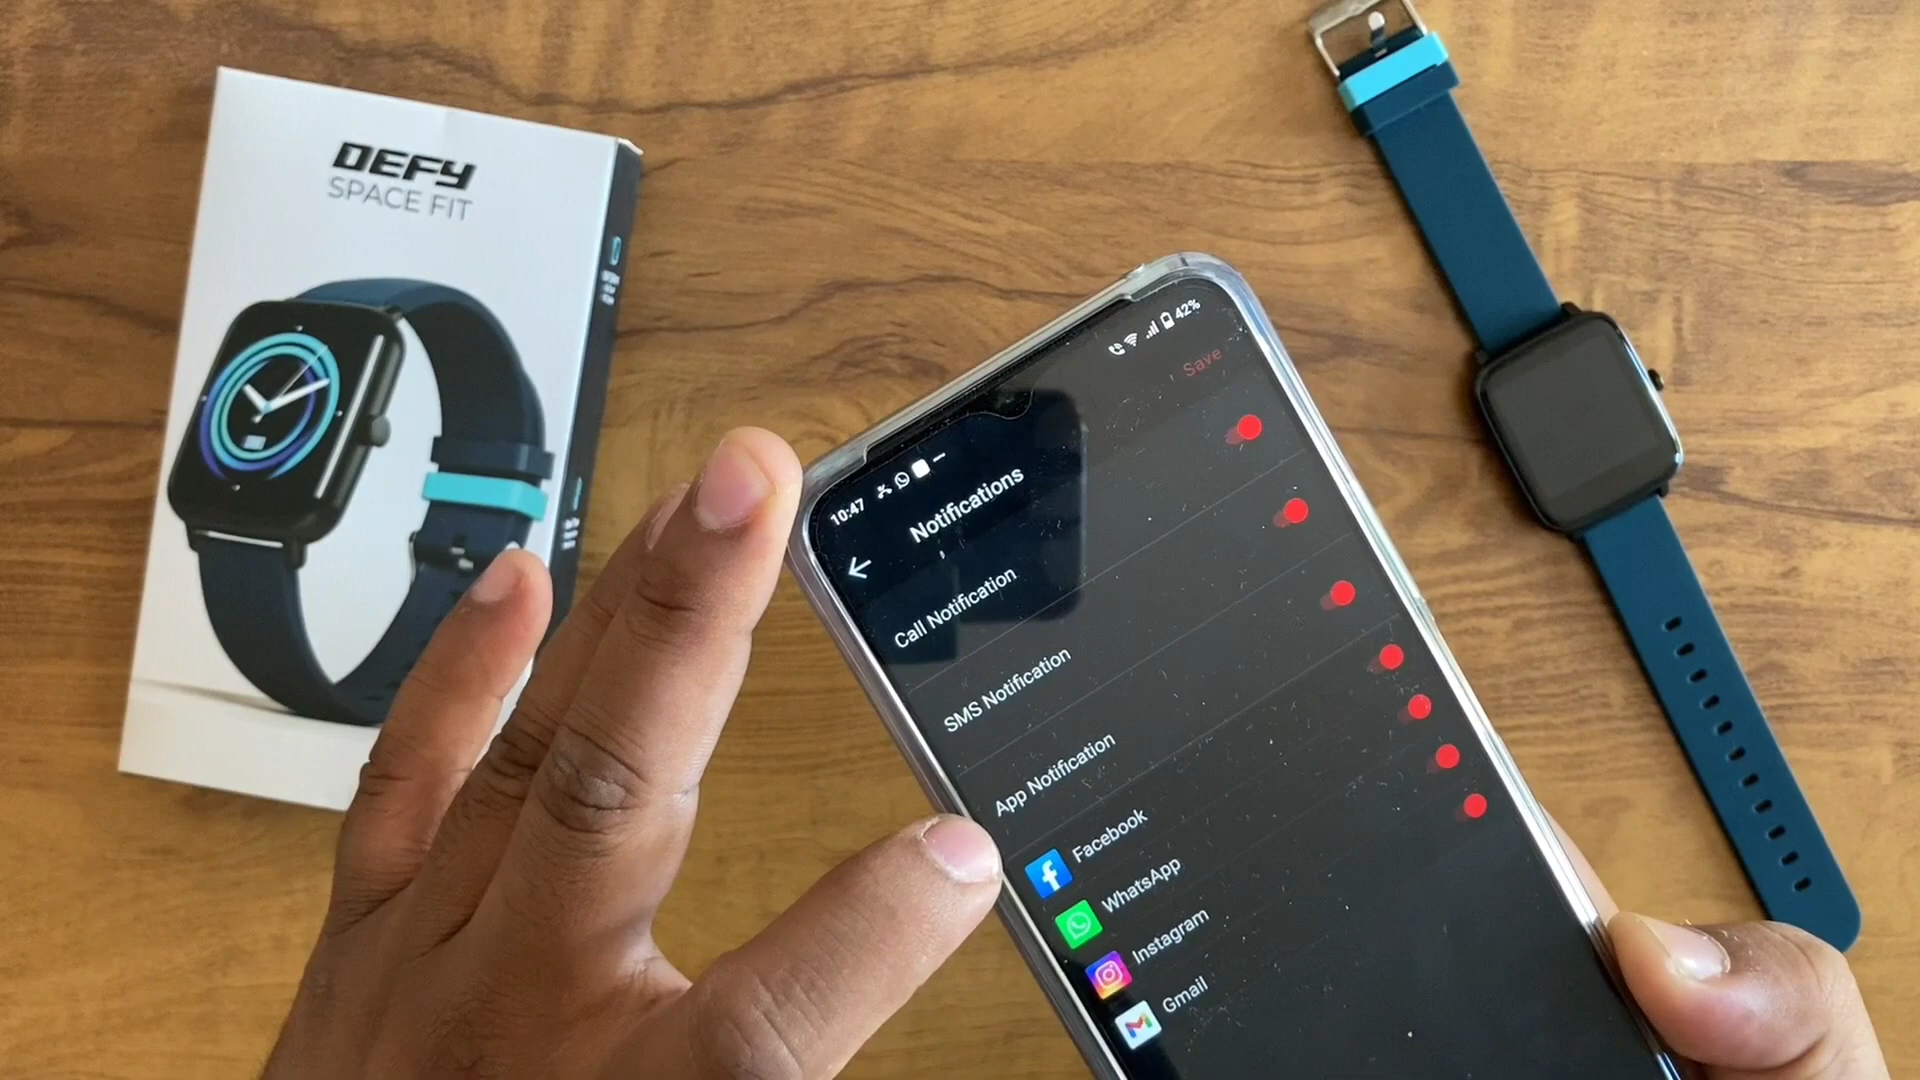 DEFY
SPACE FIT
10:47
42%
Save
Notifications
Call Notification
SMS Notification
App Notification
Facebook
WhatsApp
Instagram
Gmail